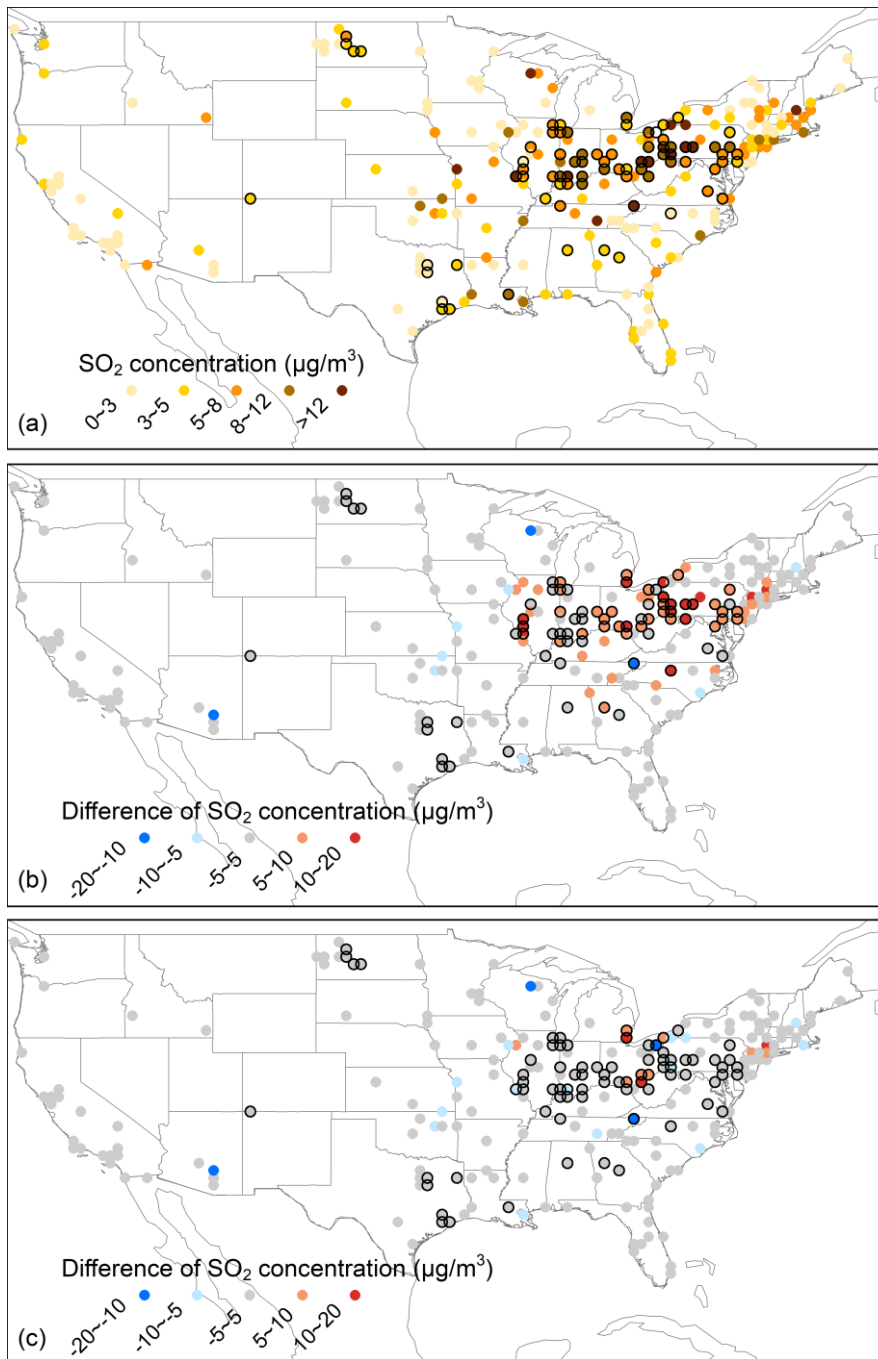 SO₂ concentration (µg/m³)
0~3 3~5 5~8 8~12 >12
(a)
Difference of SO₂ concentration (µg/m³)
-20~-10 -10~-5 -5~5 5~10 10~20
(b)
Difference of SO₂ concentration (µg/m³)
-20~-10 -10~-5 -5~5 5~10 10~20
(c)